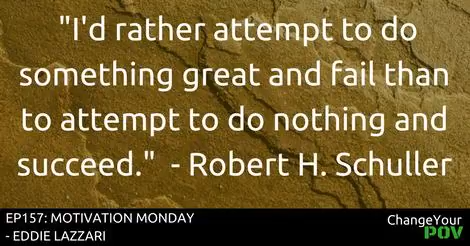 "I'd rather attempt to do
something great and fail than
to attempt to do nothing and
succeed."  - Robert H. Schuller
EP157: MOTIVATION MONDAY
- EDDIE LAZZARI
ChangeYour
POV